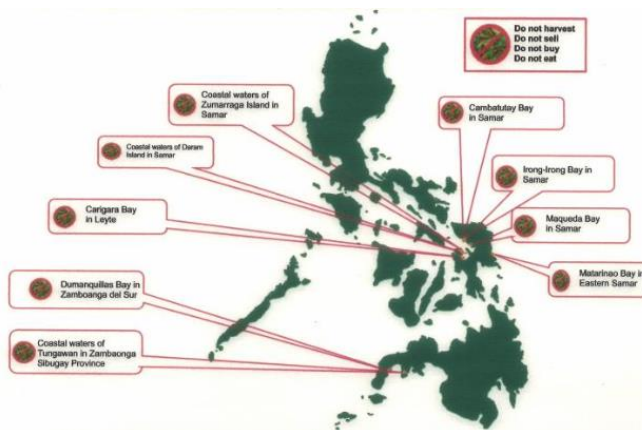 Do not harvest
Do not sell
Do not buy
Do not eat
Coastal waters of
Zumarraga Island in
Samar
Cambatutay Bay
in Samar
Coastal waters of Daram
Island in Samar
Irong-Irong Bay in
Samar
Carigara Bay
in Leyte
Maqueda Bay
in Samar
Matarinao Bay in
Eastern Samar
Dumanquillas Bay in
Zamboanga del Sur
Coastal waters of
Tungawan in Zambaonga
Sibugay Province